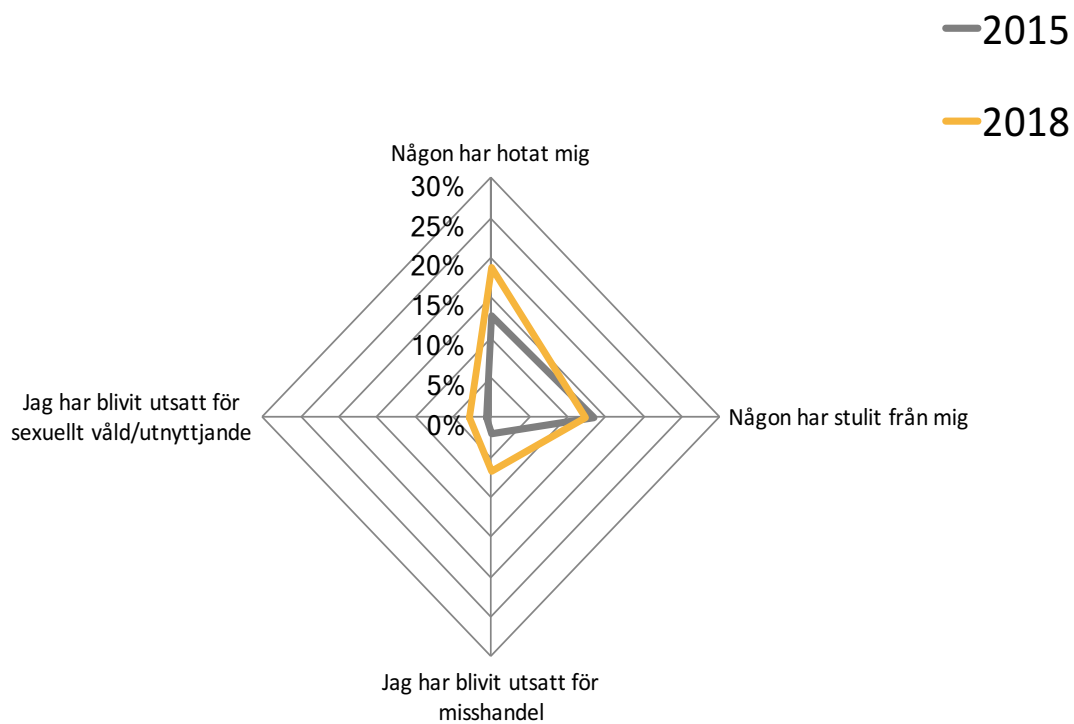 2015
2018
Någon har hotat mig
30%
25%
20%
15%
10%
5%
0%
Jag har blivit utsatt för
sexuellt våld/utnyttjande
Någon har stulit från mig
Jag har blivit utsatt för
misshandel